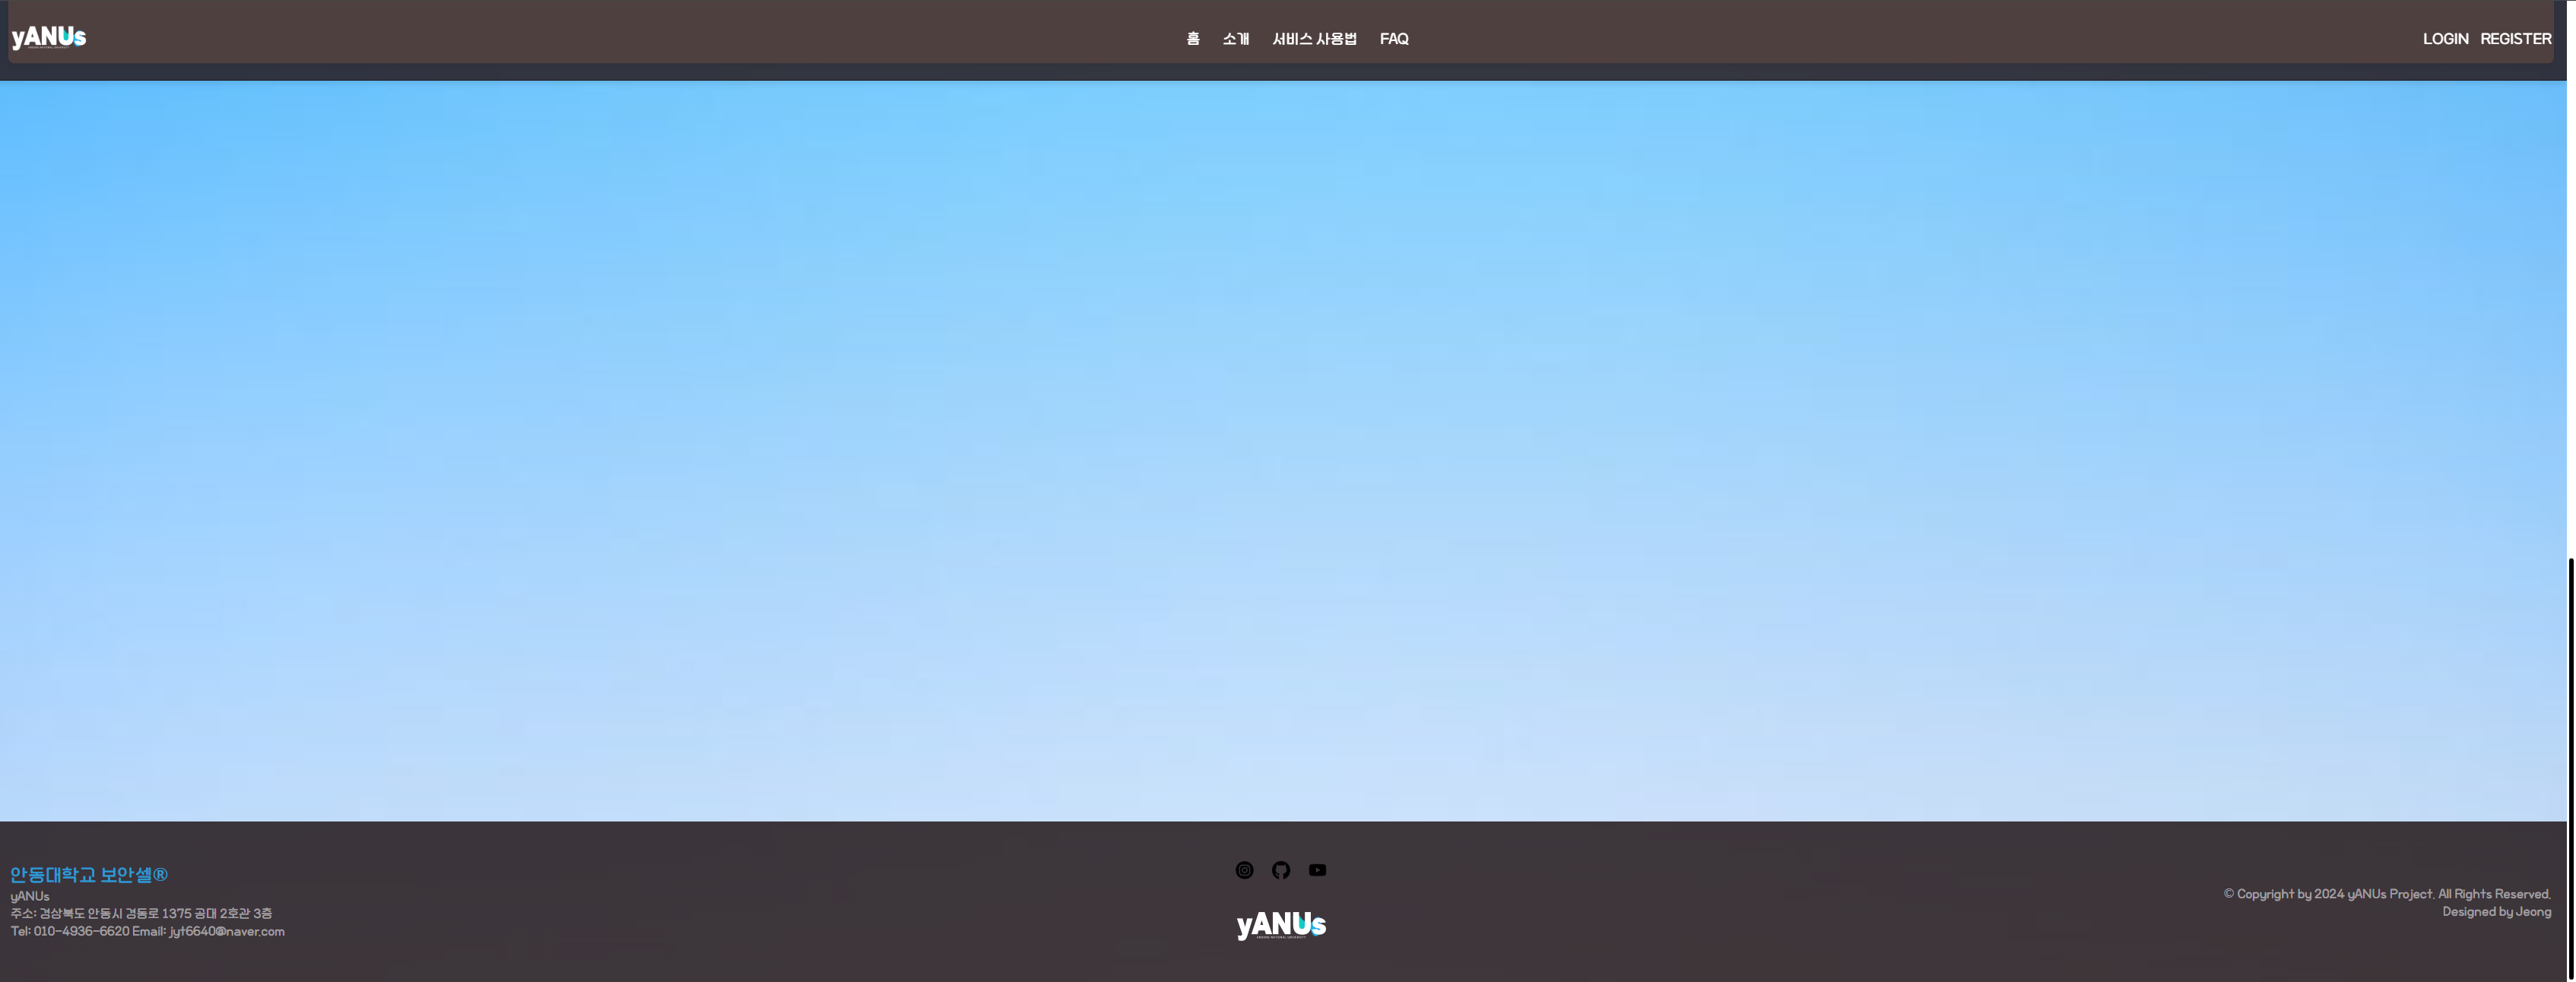 yANUs
홈 소개 서비스 사용법 FAQ
LOGIN REGISTER
안동대학교 보안셀®
yANUs
주소: 경상북도 안동시 경동로 1375 공대 2호관 3층
Tel: 010-4936-6620 Email: jyt6640@naver.com
yANUs
© Copyright by 2024 yANUs Project. All Rights Reserved.
Designed by Jeong